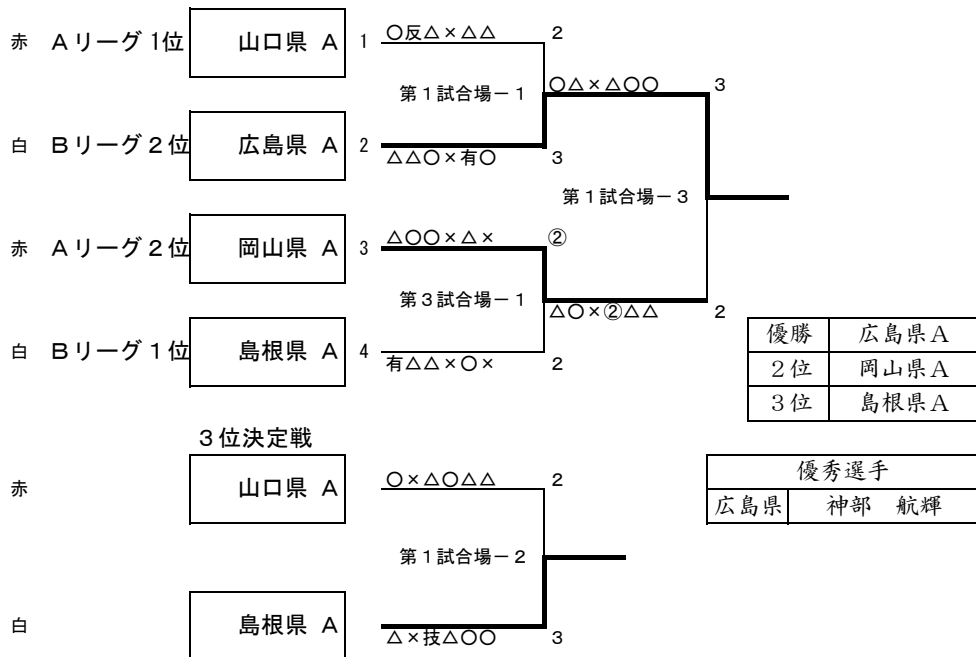 赤 Aリーグ1位 山口県 A 1 〇反△×△△ 2
第1試合場－1 〇△×△〇〇 3
白 Bリーグ2位 広島県 A 2 △△〇×有〇 3
第1試合場－3
赤 Aリーグ2位 岡山県 A 3 △〇〇×△× ②
第3試合場－1 △〇×②△△ 2
白 Bリーグ1位 島根県 A 4 有△△×〇× 2
優勝 広島県A
2位 岡山県A
3位 島根県A
3位決定戦
赤 山口県 A 〇×△〇△△ 2
第1試合場－2
白 島根県 A △×技△〇〇 3
優秀選手
広島県 神部 航輝